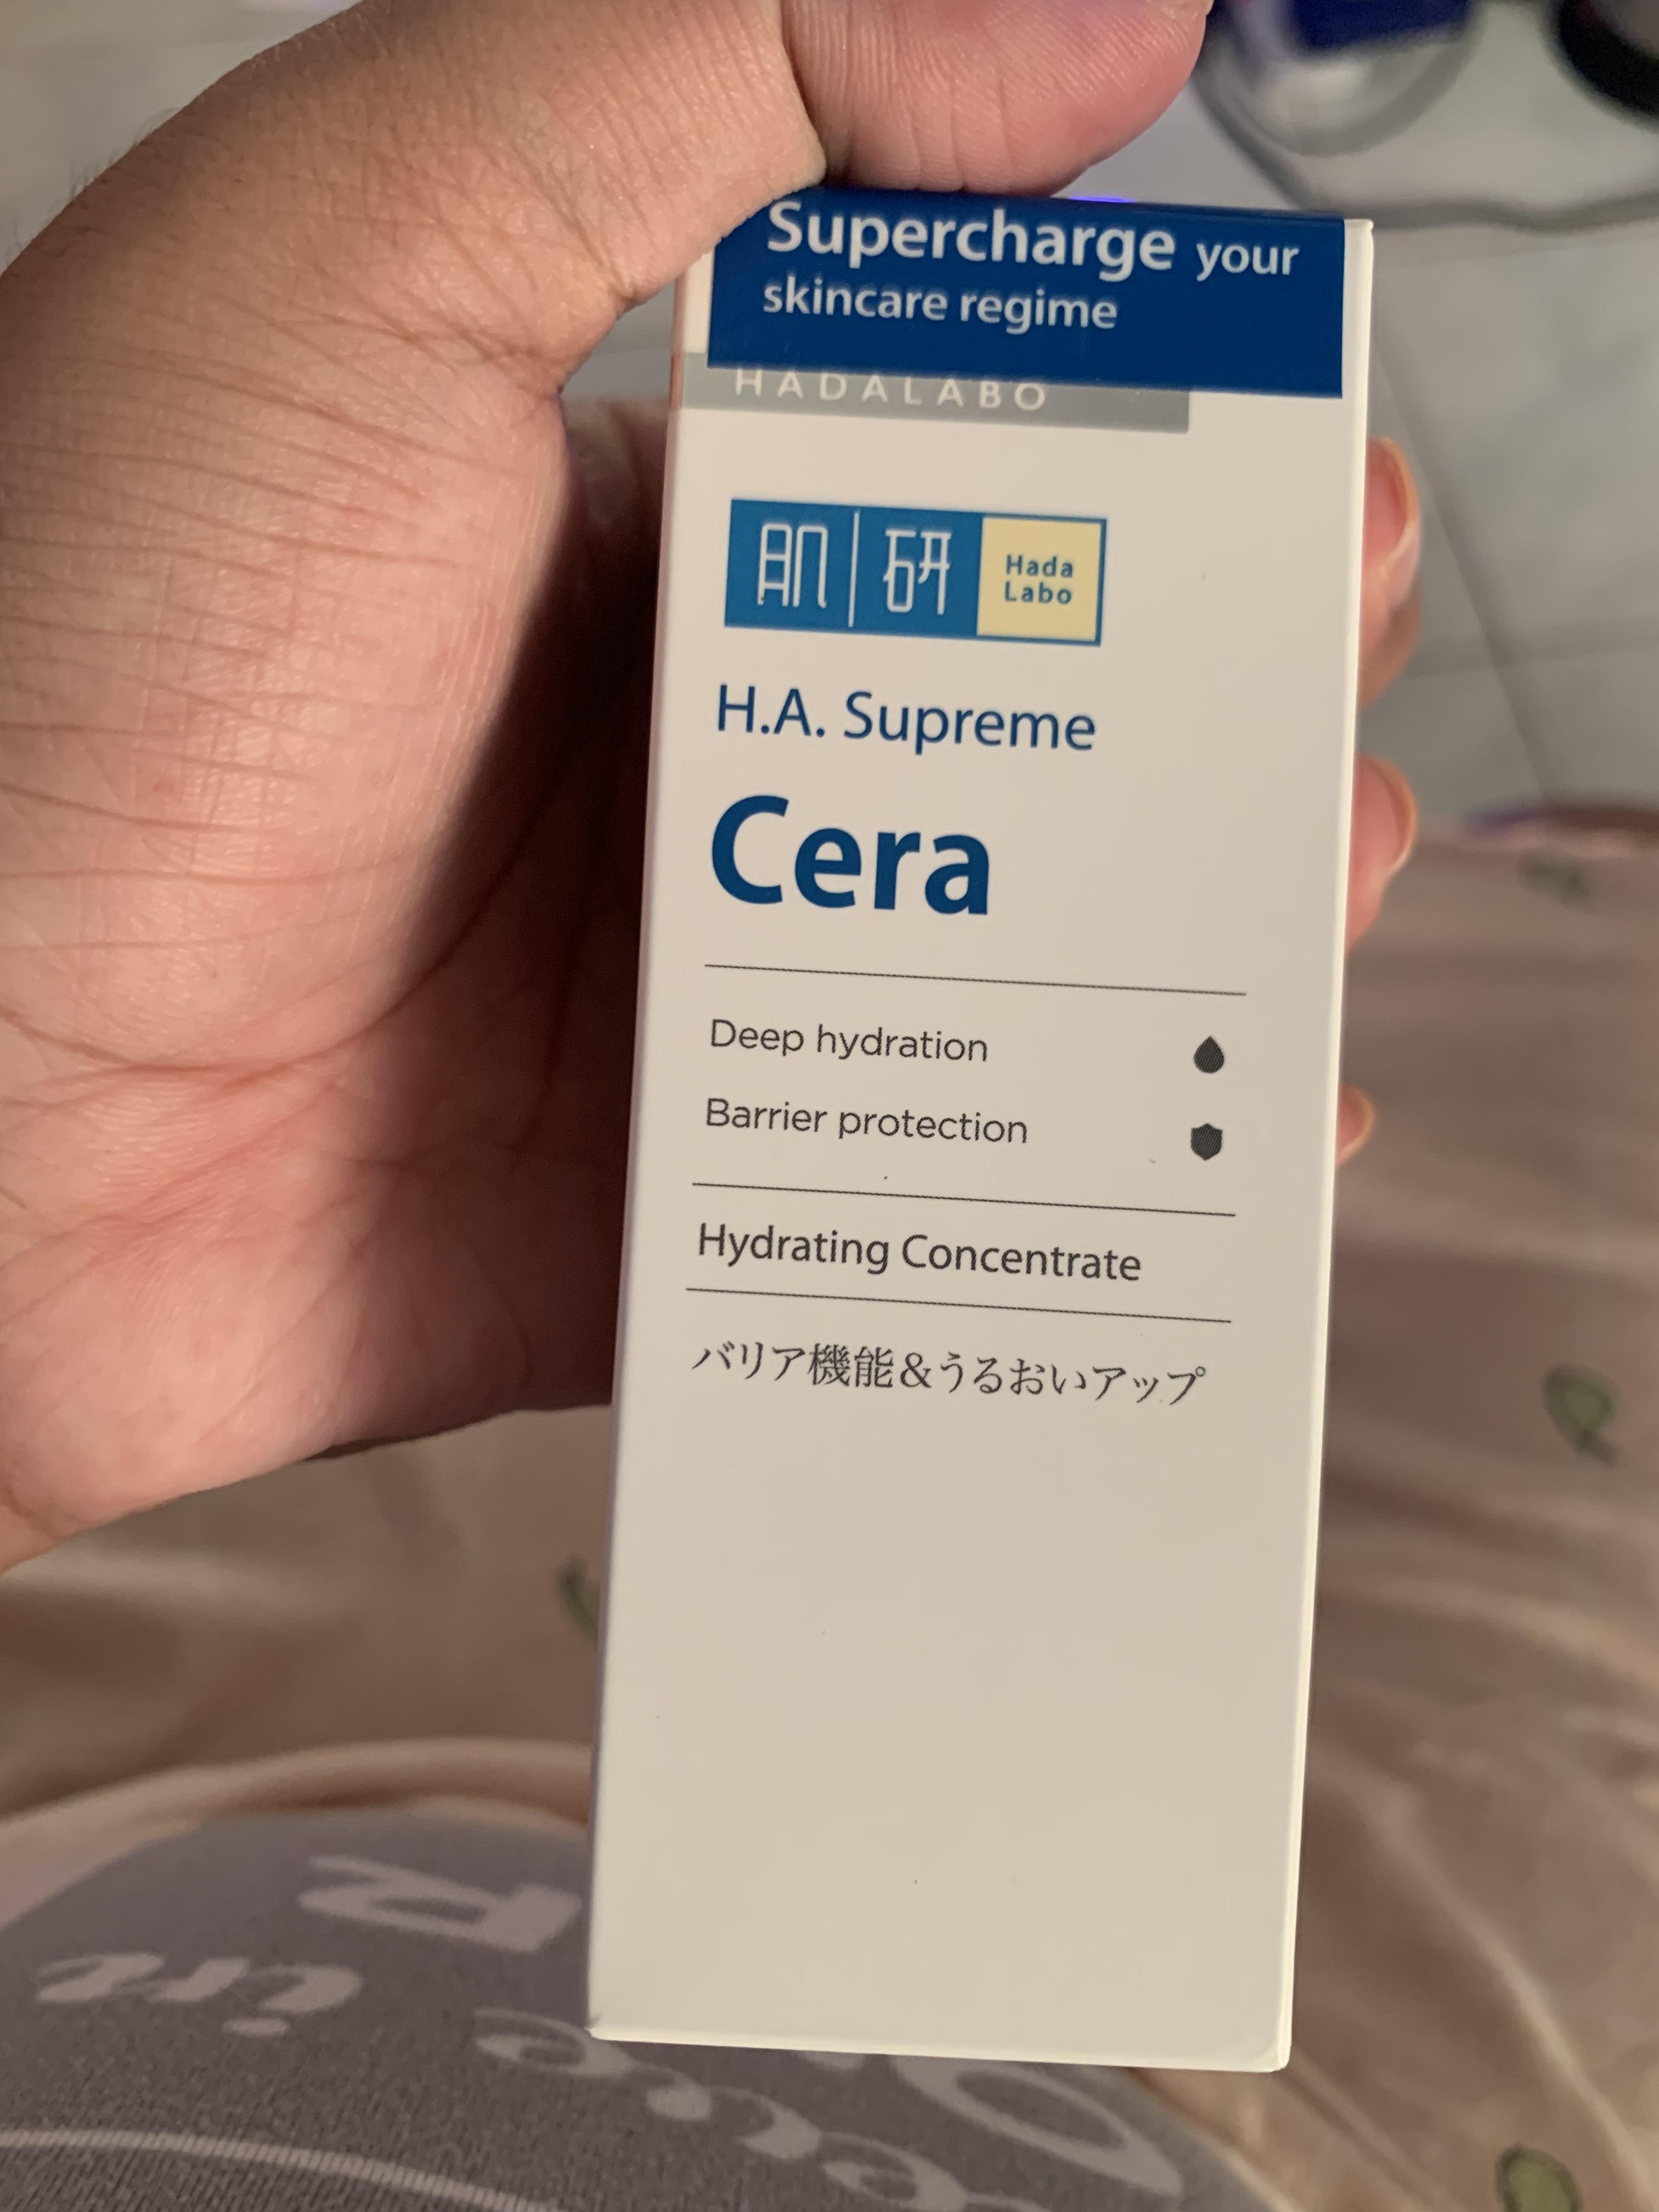 Supercharge your
skincare regime
HADALABO
肌 研
Hada
Labo
H.A. Supreme
Cera
Deep hydration
Barrier protection
Hydrating Concentrate
バリア機能&うるおいアップ